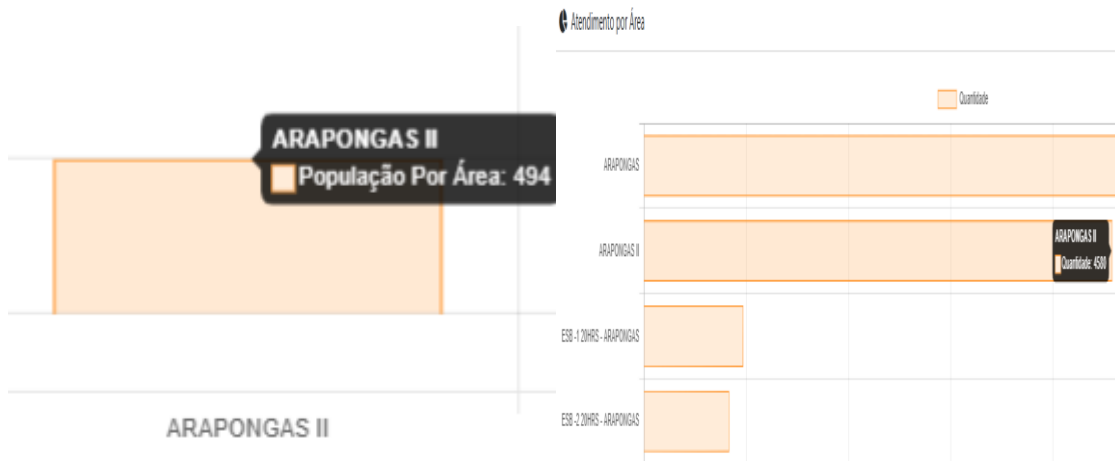 ARAPONGAS II
População Por Área: 494
ARAPONGAS II
Atendimento por Área
Quantidade
ARAPONGAS
ARAPONGAS II
ARAPONGAS II
Quantidade: 4580
ESB -1 20HRS - ARAPONGAS
ESB -2 20HRS - ARAPONGAS